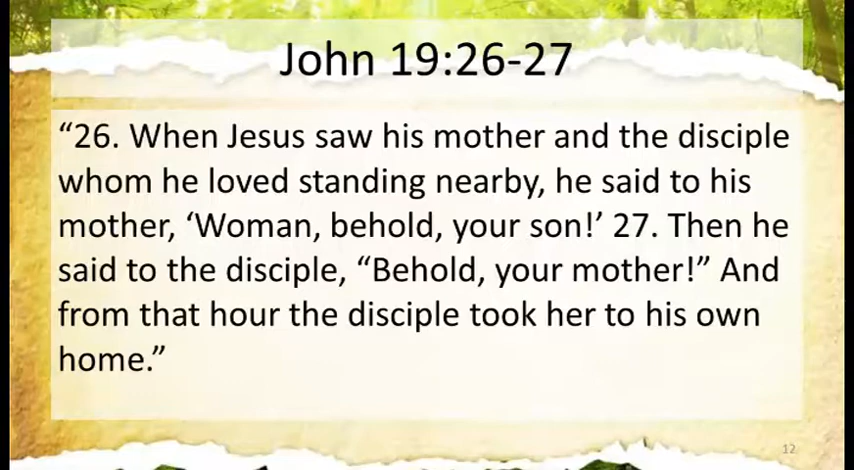 John 19:26-27
“26. When Jesus saw his mother and the disciple
whom he loved standing nearby, he said to his
mother, ‘Woman, behold, your son!’ 27. Then he
said to the disciple, “Behold, your mother!” And
from that hour the disciple took her to his own
home.”
12